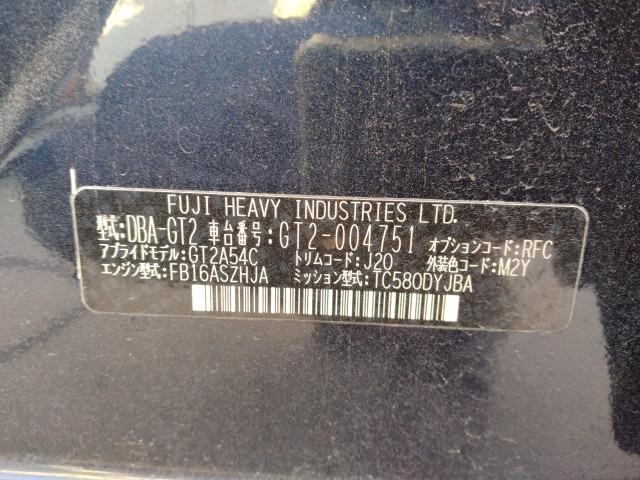 FUJI HEAVY INDUSTRIES LTD.
型式:DBA-GT2 車台番号:GT2-004751 オプションコード:RFC
アプライドモデル:GT2A54C トリムコード:J20 外装色コード:M2Y
エンジン型式:FB16ASZHJA ミッション型式:TC580DYJBA